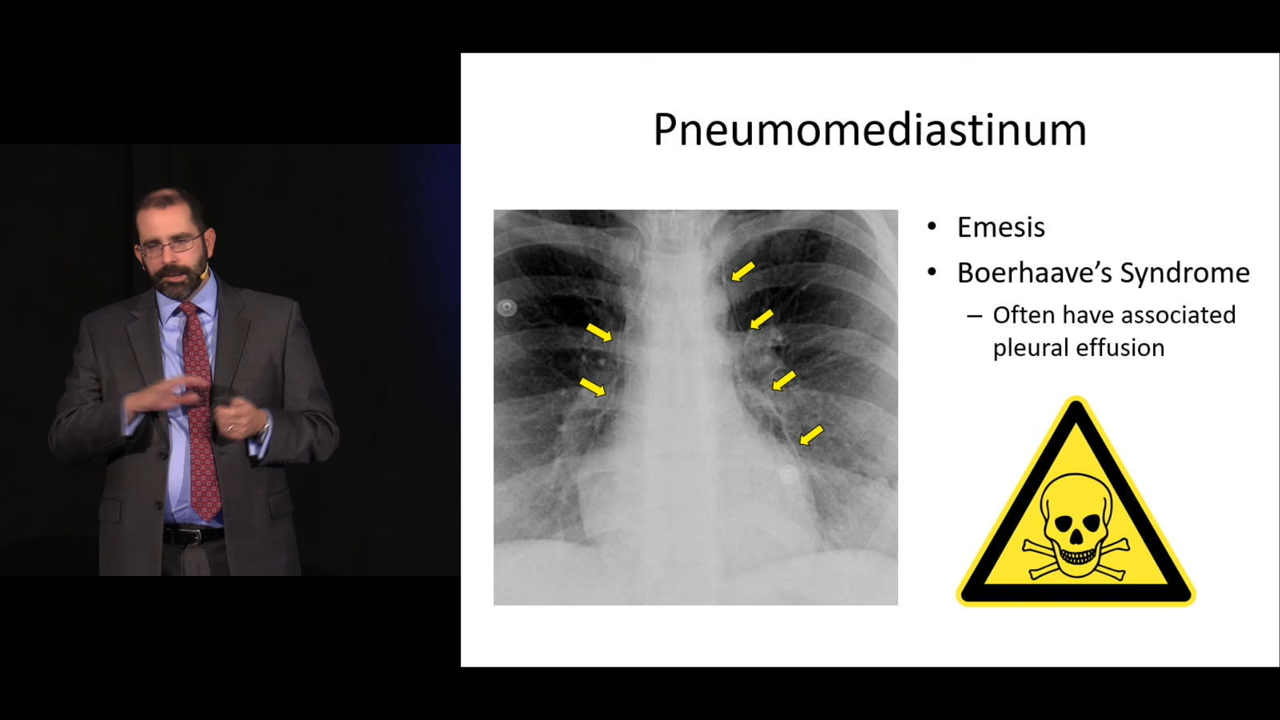 Pneumomediastinum
• Emesis
• Boerhaave’s Syndrome
– Often have associated
pleural effusion